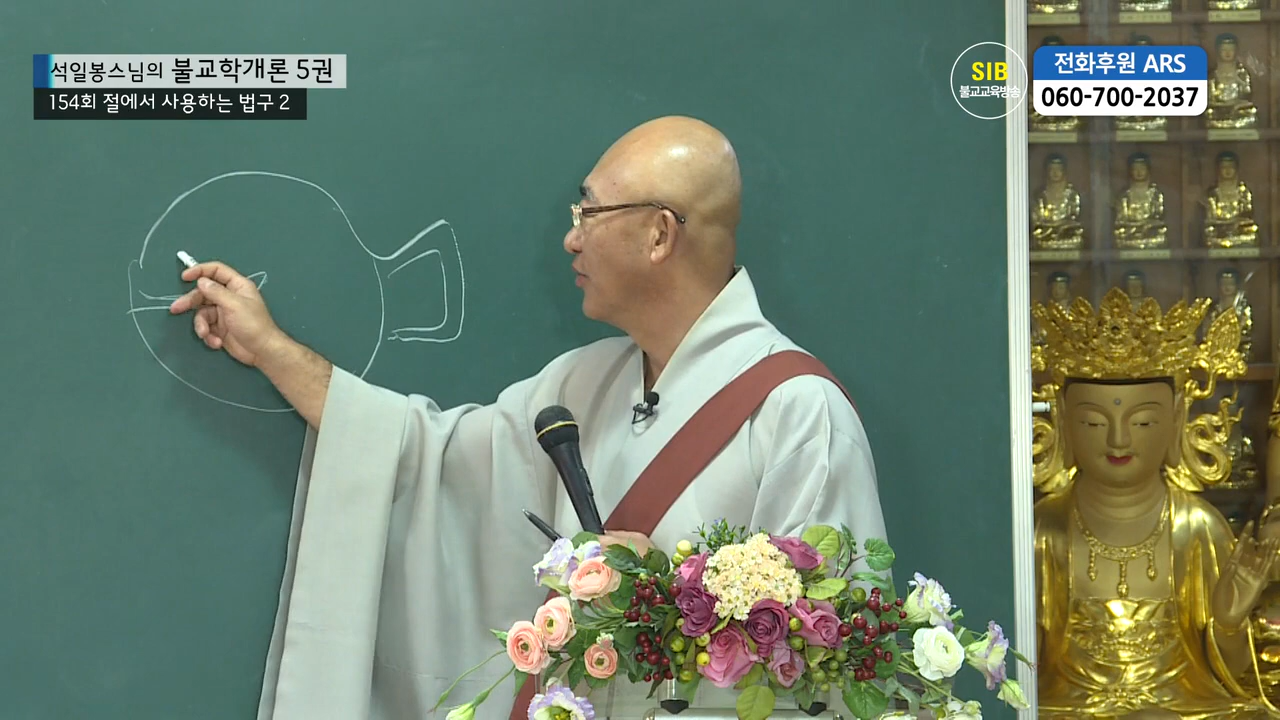 석일봉스님의 불교학개론 5권
154회 절에서 사용하는 법구 2
SIB
불교교육방송
전화후원 ARS
060-700-2037